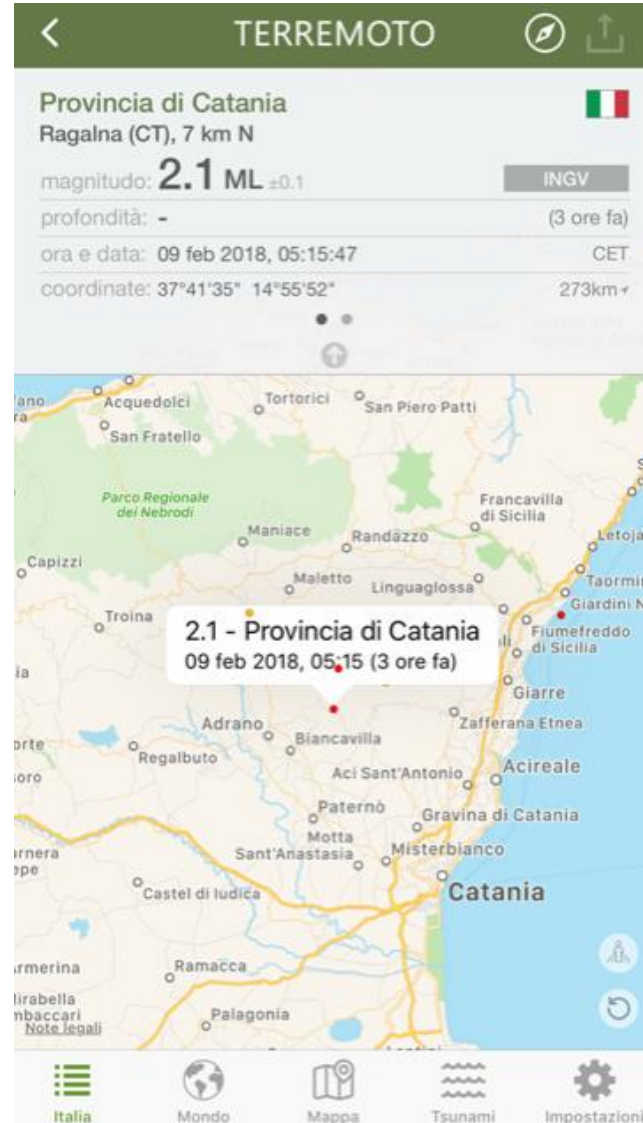 TERREMOTO
Provincia di Catania
Ragalna (CT), 7 km N
magnitudo: 2.1 ML ±0.1
INGV
profondità: -
(3 ore fa)
ora e data: 09 feb 2018, 05:15:47
CET
coordinate: 37°41'35" 14°55'52"
273km
Acquedolci
Tortorici
San Piero Patti
San Fratello
Parco Regionale
dei Nebrodi
Francavilla
di Sicilia
Maniace
Randazzo
Letoja
Capizzi
Maletto
Linguaglossa
Taormi
Giardini N
Troina
2.1 - Provincia di Catania
09 feb 2018, 05:15 (3 ore fa)
Fiumefreddo
di Sicilia
Giarre
Adrano
Zafferana Etnea
Biancavilla
Regalbuto
Aci Sant'Antonio
Acireale
Paternò
Gravina di Catania
Motta
Sant'Anastasia
Misterbianco
Castel di Iudica
Catania
Ramacca
Palagonia
Note legali
Italia
Mondo
Mappa
Tsunami
Impostazioni